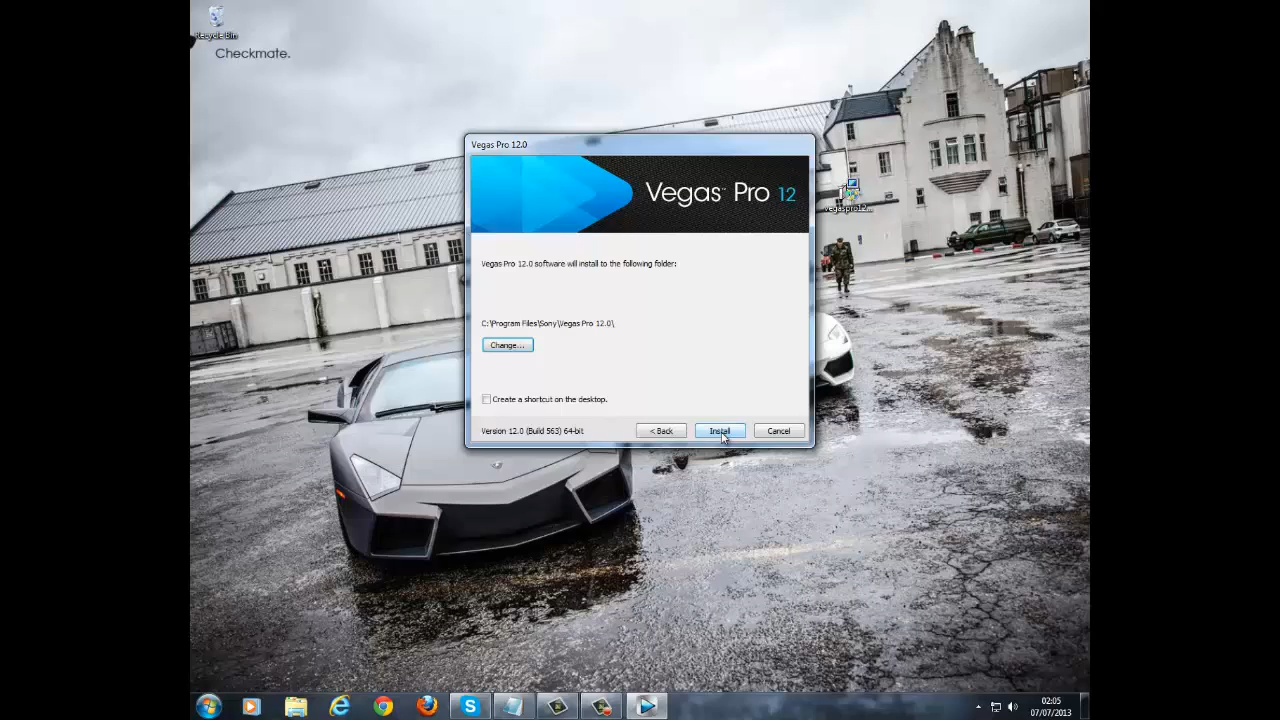 Recycle Bin
Checkmate.
Vegas Pro 12.0
Vegas™ Pro 12
vegaspro12...
Vegas Pro 12.0 software will install to the following folder:
C:\Program Files\Sony\Vegas Pro 12.0\
Change...
Create a shortcut on the desktop.
Version 12.0 (Build 563) 64-bit
< Back
Install
Cancel
02:05
07/07/2013